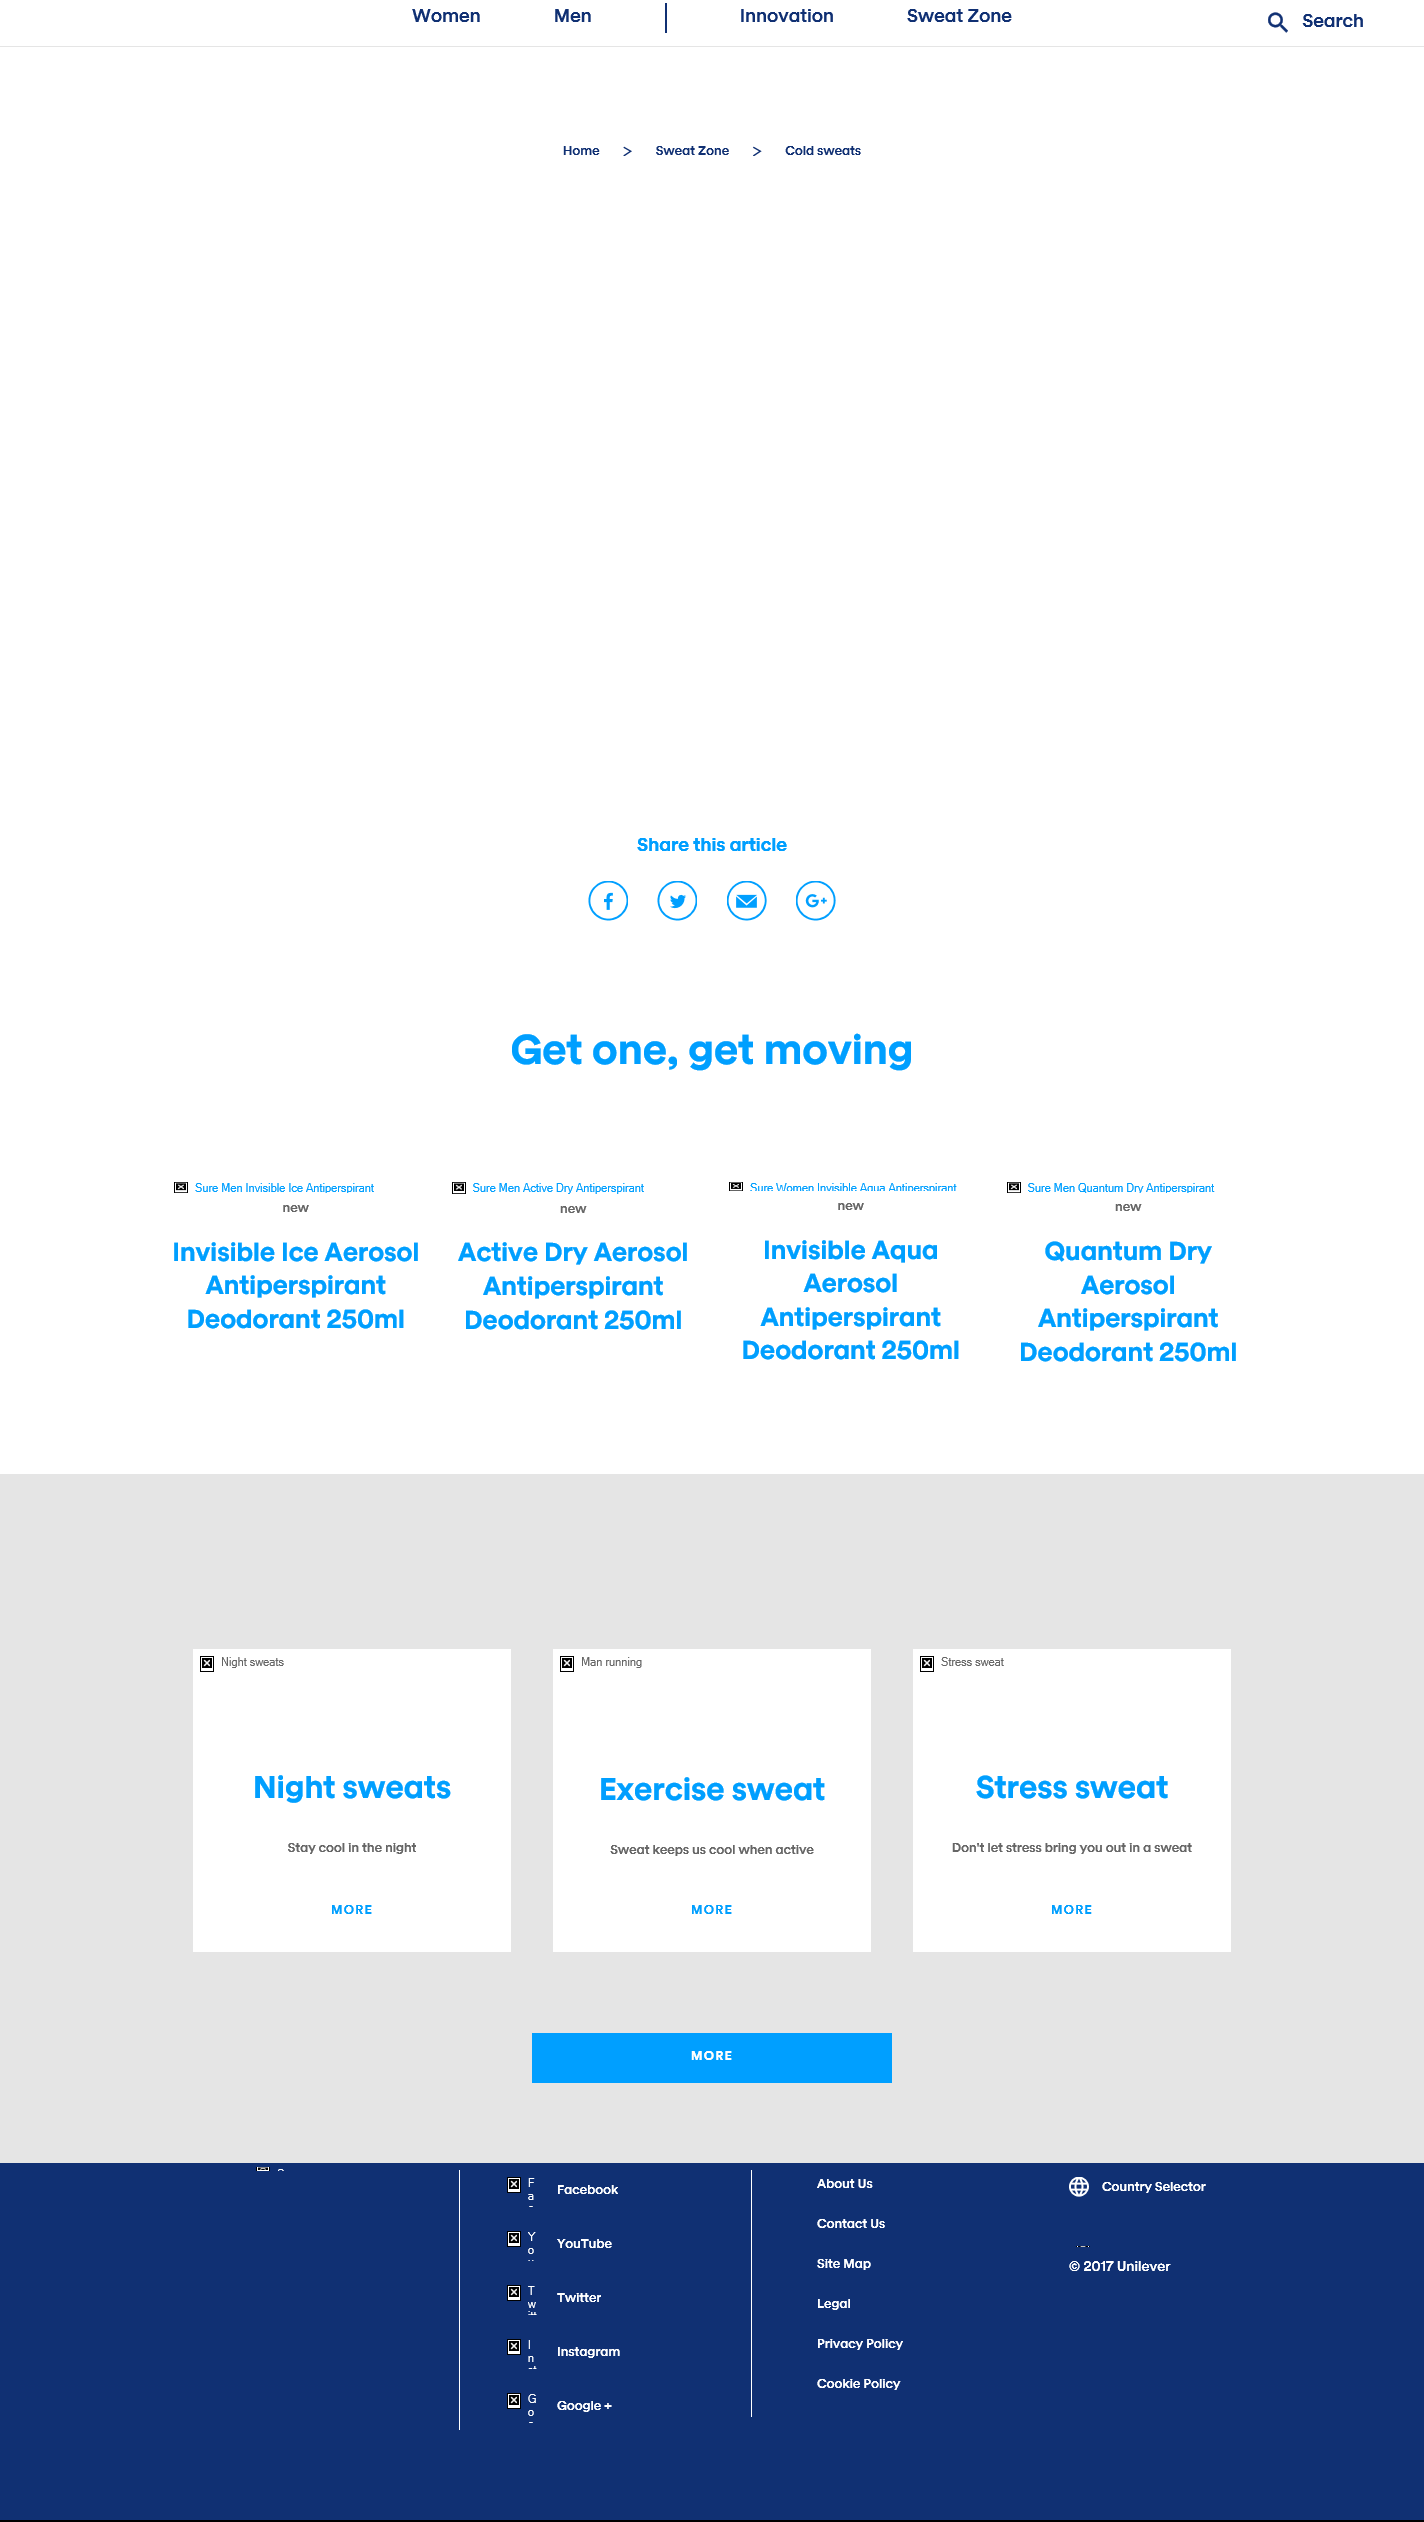 Women Men Innovation Sweat Zone Search
Home > Sweat Zone > Cold sweats
Share this article
Get one, get moving
Sure Men Invisible Ice Antiperspirant
new
Invisible Ice Aerosol
Antiperspirant
Deodorant 250ml
Sure Men Active Dry Antiperspirant
new
Active Dry Aerosol
Antiperspirant
Deodorant 250ml
Sure Women Invisible Aqua Antiperspirant
new
Invisible Aqua
Aerosol
Antiperspirant
Deodorant 250ml
Sure Men Quantum Dry Antiperspirant
new
Quantum Dry
Aerosol
Antiperspirant
Deodorant 250ml
Night sweats
Night sweats
Stay cool in the night
MORE
Man running
Exercise sweat
Sweat keeps us cool when active
MORE
Stress sweat
Stress sweat
Don't let stress bring you out in a sweat
MORE
MORE
F
a
Facebook
Y
o
YouTube
T
w
Twitter
I
n
Instagram
G
o
Google +
About Us
Contact Us
Site Map
Legal
Privacy Policy
Cookie Policy
Country Selector
© 2017 Unilever